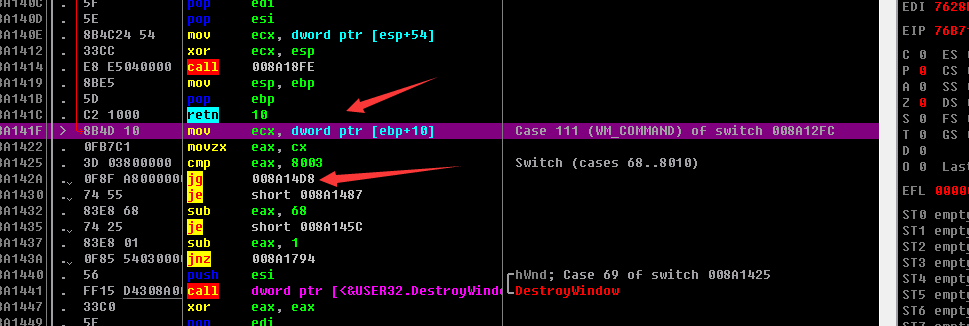 8A140C . 5F pop edi
8A140D . 5E pop esi
8A140E . 8B4C24 54 mov ecx, dword ptr [esp+54]
8A1412 . 33CC xor ecx, esp
8A1414 . E8 E5040000 call 008A18FE
8A1419 . 8BE5 mov esp, ebp
8A141B . 5D pop ebp
8A141C . C2 1000 retn 10
8A141F > 8B4D 10 mov ecx, dword ptr [ebp+10] Case 111 (WM_COMMAND) of switch 008A12FC
8A1422 . 0FB7C1 movzx eax, cx
8A1425 . 3D 03800000 cmp eax, 8003 Switch (cases 68..8010)
8A142A . 0F8F A8000000 jg 008A14D8
8A1430 . 74 55 je short 008A1487
8A1432 . 83E8 68 sub eax, 68
8A1435 . 74 25 je short 008A145C
8A1437 . 83E8 01 sub eax, 1
8A143A . 0F85 54030000 jnz 008A1794
8A1440 . 56 push esi hWnd; Case 69 of switch 008A1425
8A1441 . FF15 D4308A00 call dword ptr [<&USER32.DestroyWindo DestroyWindow
8A1447 . 33C0 xor eax, eax
8A1449 . 5F pop edi
EDI 7628
EIP 76B7
C 0 ES
P 0 CS
A 0 SS
Z 0 DS
S 0 FS
T 0 GS
D 0
O 0 Las
EFL 0000
ST0 empty
ST1 empty
ST2 empty
ST3 empty
ST4 empty
ST5 empty
ST6 empty